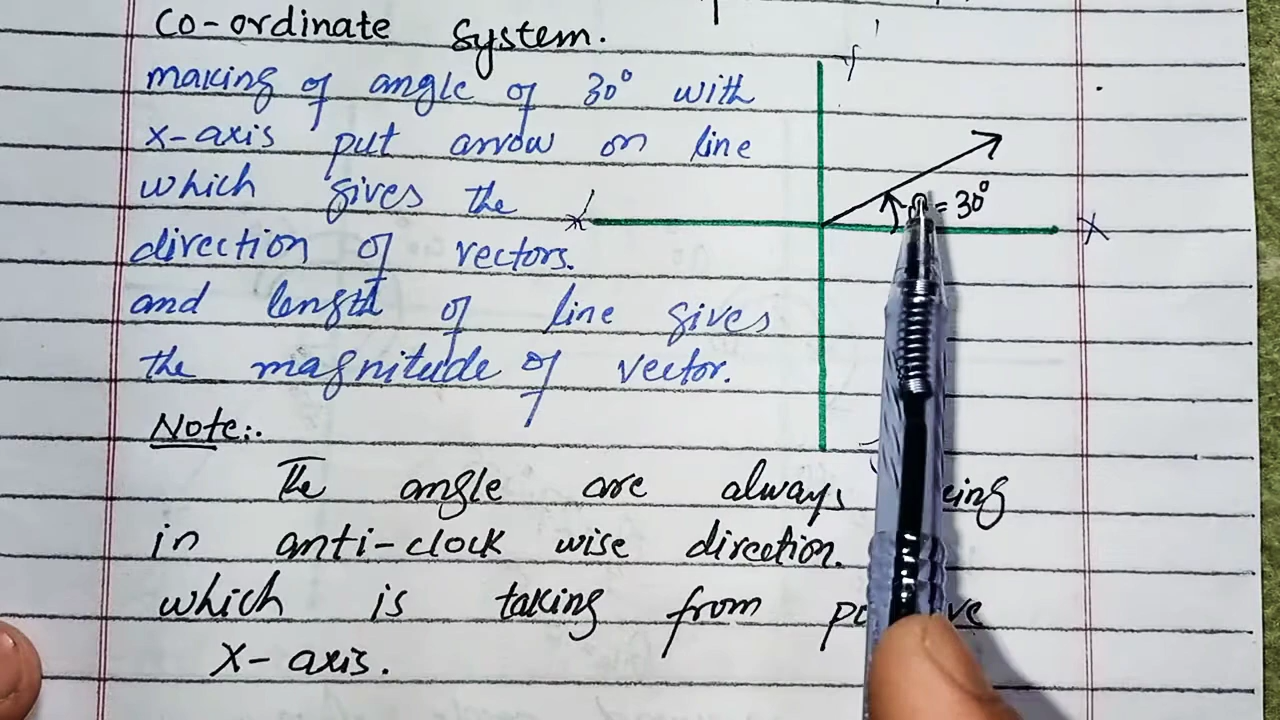 Co-ordinate system.
making of angle of 30° with
x-axis put arrow on line
which gives the
direction of vectors.
and length of line gives
the magnitude of vector.
Note:.
The angle are always
in anti-clock wise direction.
which is taking from
X-axis.
Y
X
= 30°
X